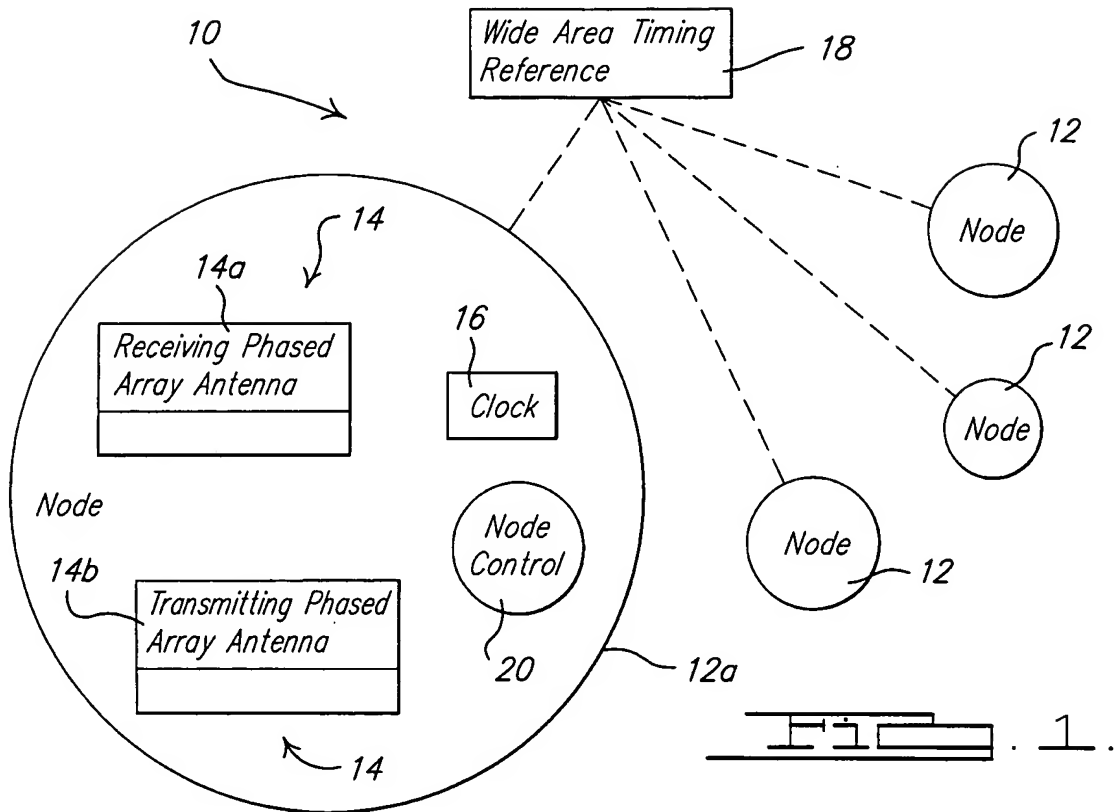 10
Wide Area Timing
Reference
18
12
Node
14
14a
Receiving Phased
Array Antenna
16
Clock
12
Node
Node
Node
Control
Node
12
14b
Transmitting Phased
Array Antenna
20
12a
14
. 1.